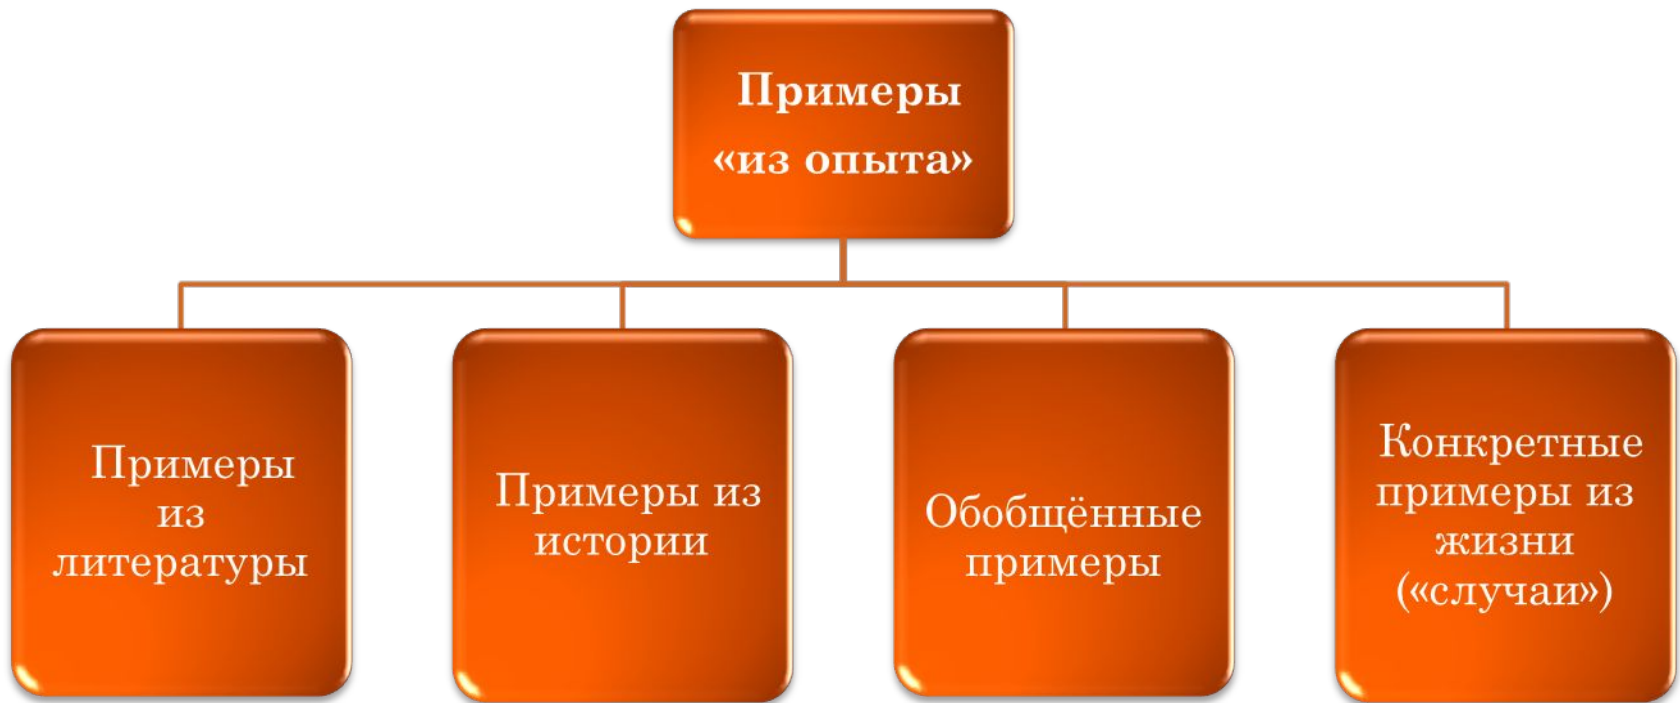 Примеры
«из опыта»
Примеры
из
литературы
Примеры из
истории
Обобщённые
примеры
Конкретные
примеры из
жизни
(«случаи»)